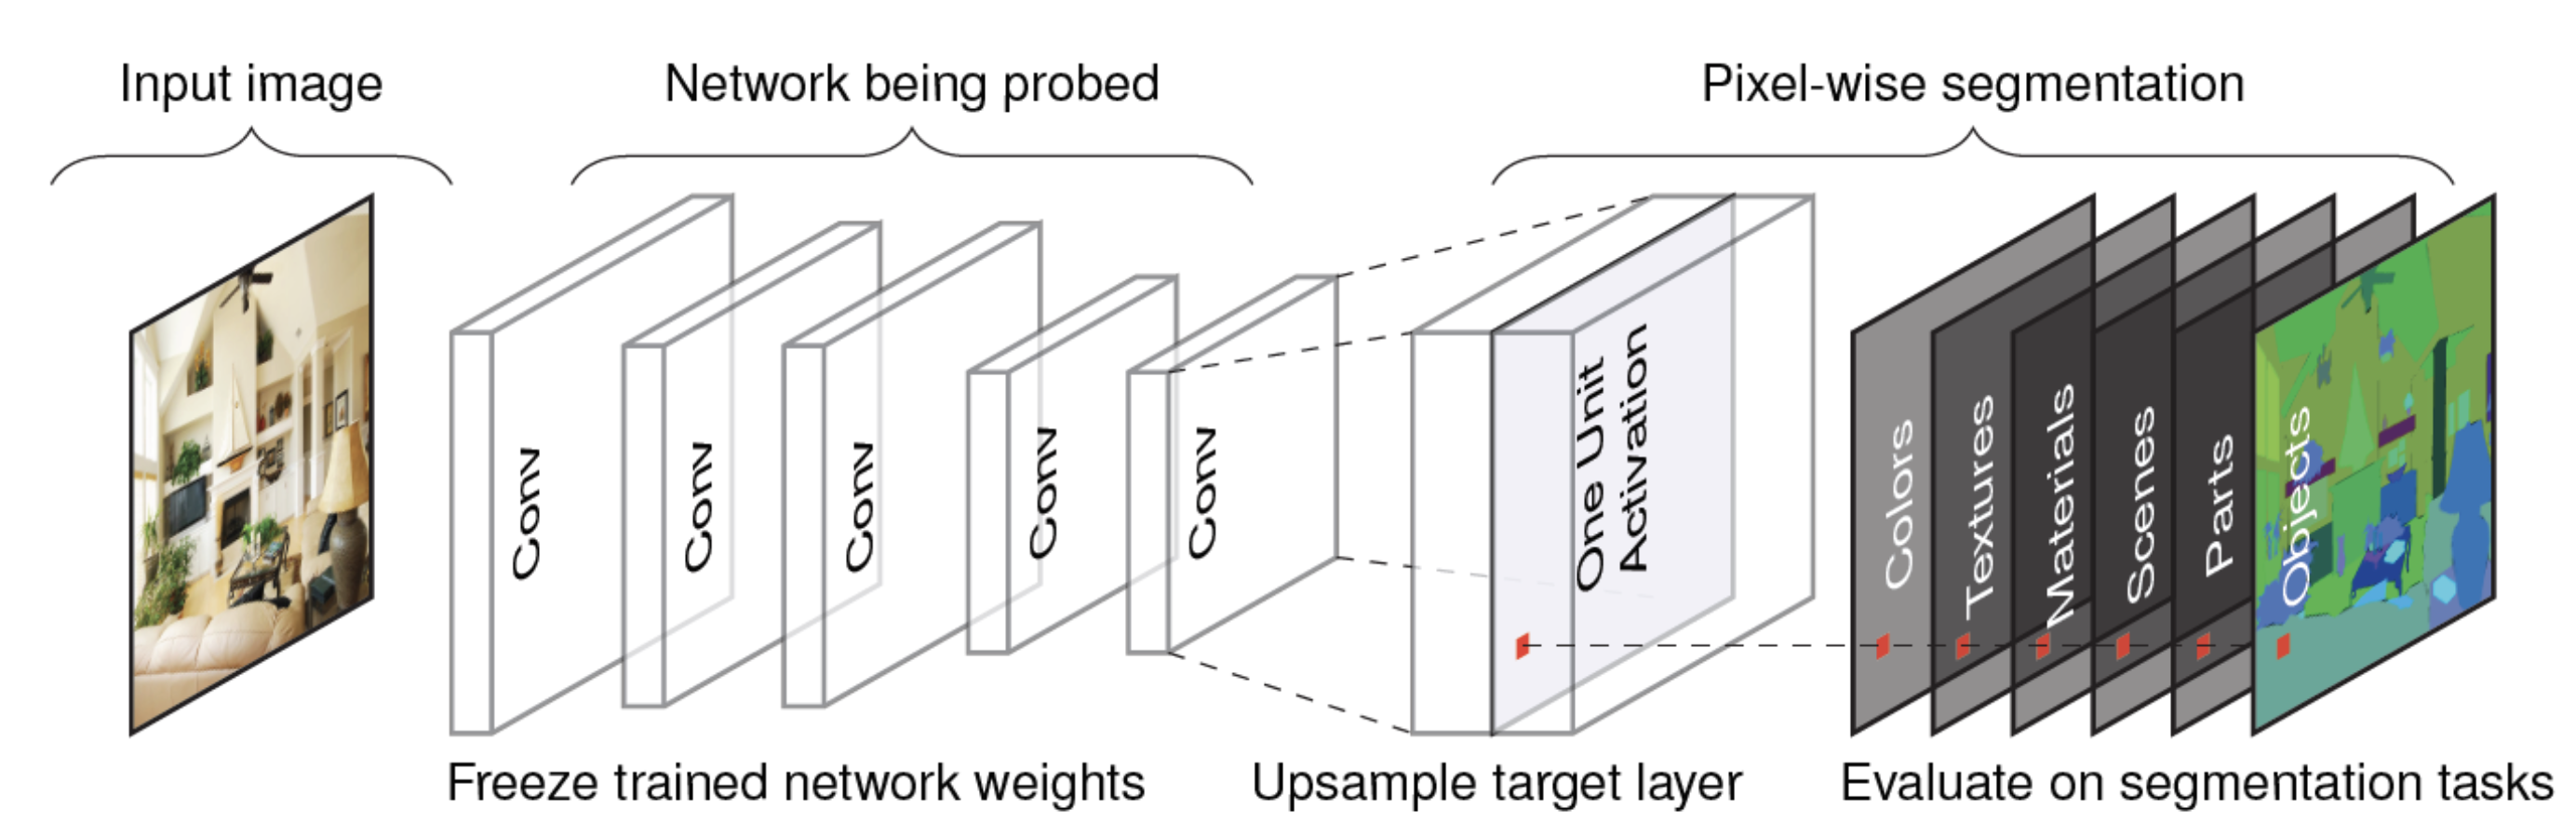 Input image
Network being probed
Pixel-wise segmentation
Conv
Conv
Conv
Conv
Conv
One Unit
Activation
Colors
Textures
Materials
Scenes
Parts
Objects
Freeze trained network weights
Upsample target layer
Evaluate on segmentation tasks